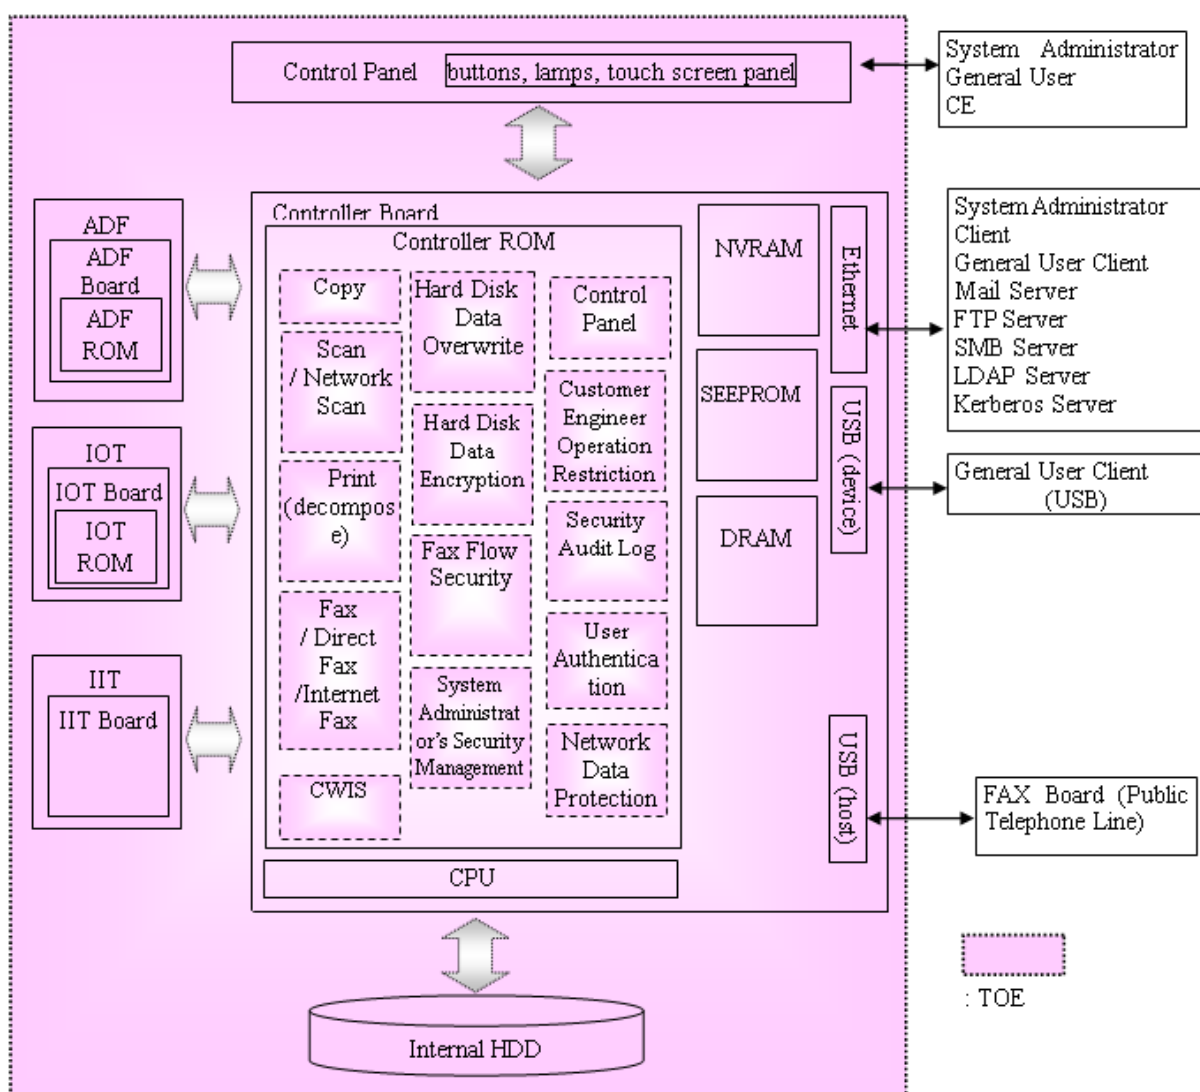 Control Panel
buttons, lamps, touch screen panel
System Administrator
General User
CE
ADF
ADF
Board
ADF
ROM
IOT
IOT Board
IOT
ROM
IIT
IIT Board
Controller Board
Controller ROM
Copy
Scan
/ Network
Scan
Print
(decompos
e)
Fax
/ Direct
Fax
/Internet
Fax
CWIS
Hard Disk
Data
Overwrite
Hard Disk
Data
Encryption
Fax Flow
Security
System
Administrat
or's Security
Management
Control
Panel
Customer
Engineer
Operation
Restriction
Security
Audit Log
User
Authentica
tion
Network
Data
Protection
CPU
NVRAM
SEEPROM
DRAM
Ethernet
USB (device)
USB (host)
System Administrator
Client
General User Client
Mail Server
FTP Server
SMB Server
LDAP Server
Kerberos Server
General User Client
(USB)
FAX Board (Public
Telephone Line)
Internal HDD
: TOE